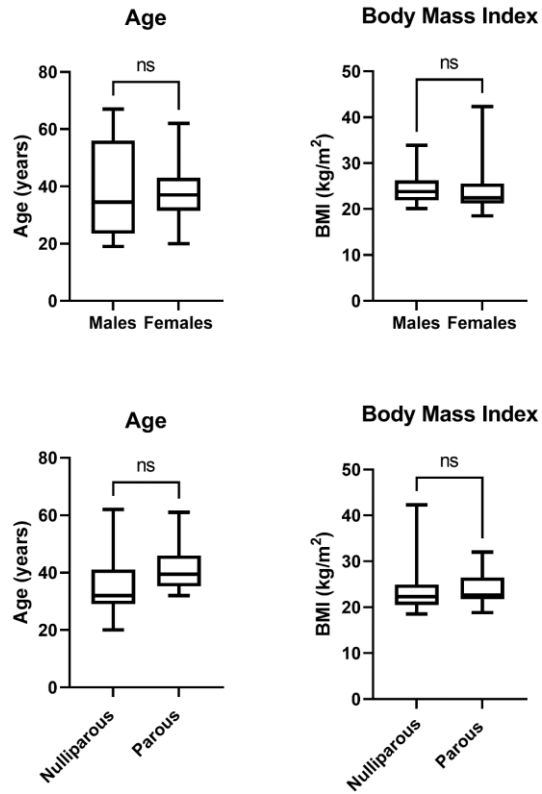 Age
ns
Age (years)
80
60
40
20
0
Males Females
Body Mass Index
ns
BMI (kg/m²)
50
40
30
20
10
0
Males Females
Age
ns
Age (years)
80
60
40
20
0
Nulliparous
Parous
Body Mass Index
ns
BMI (kg/m²)
50
40
30
20
10
0
Nulliparous
Parous